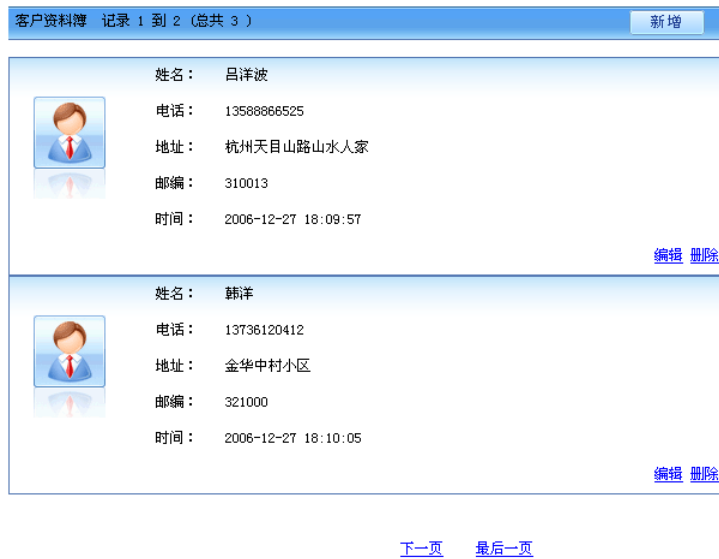 客户资料簿 记录 1 到 2 (总共 3 ) 新增
姓名： 吕洋波
电话： 13588866525
地址： 杭州天目山路山水人家
邮编： 310013
时间： 2006-12-27 18:09:57
编辑 删除
姓名： 韩洋
电话： 13736120412
地址： 金华中村小区
邮编： 321000
时间： 2006-12-27 18:10:05
编辑 删除
下一页 最后一页